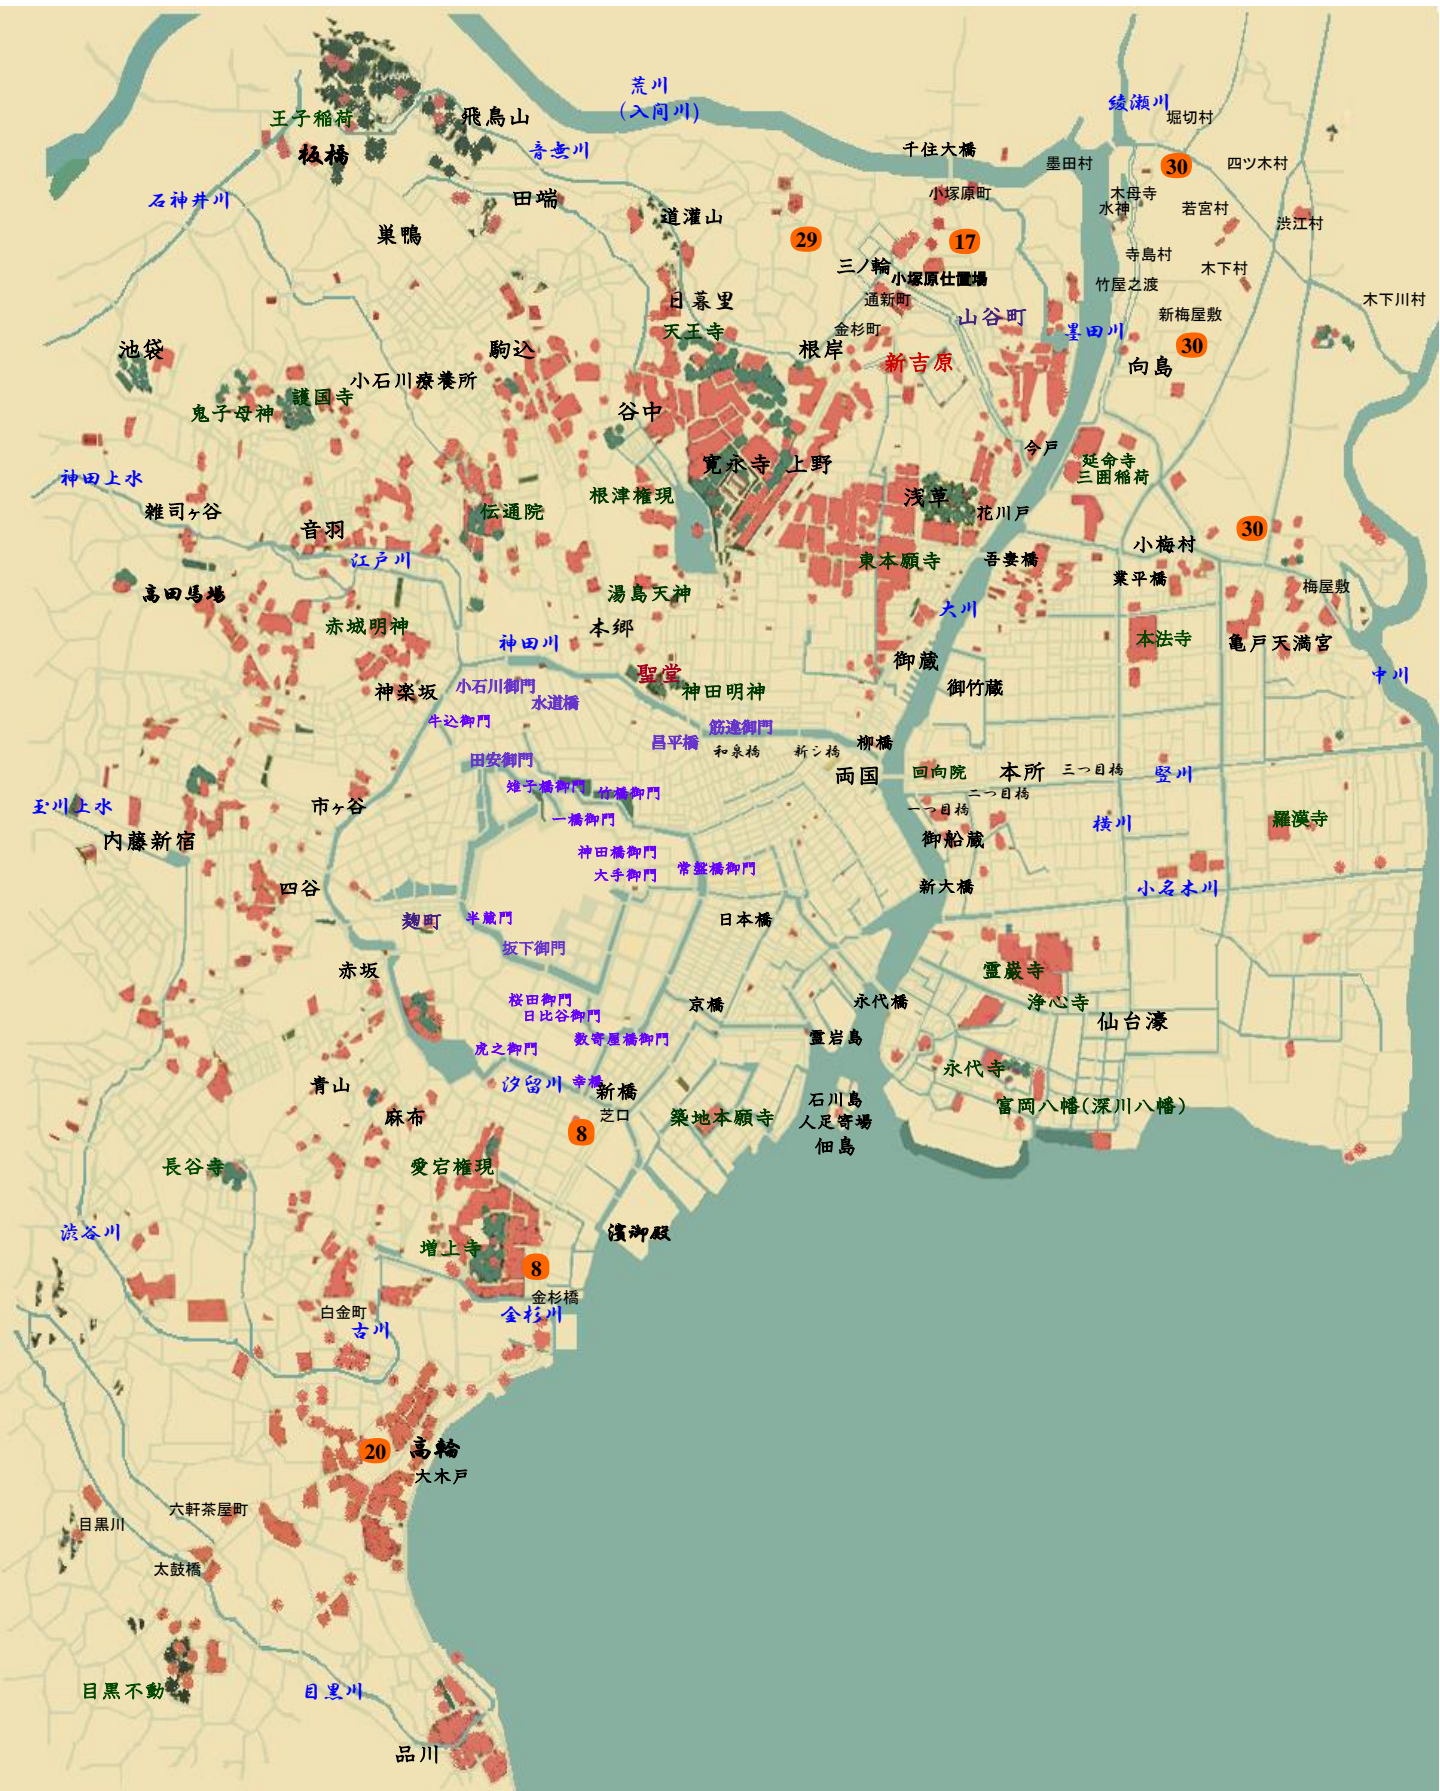 荒川
(入间川)
綾瀬川
堀切村
王子稲荷
飛鳥山
板橋
音無川
千住大橋
墨田村
30
四ツ木村
石神井川
田端
小塚原町
木母寺
水神
若宮村
道灌山
渋江村
巣鴨
29
17
三ノ輪
小塚原仕置場
寺島村
木下村
竹屋之渡
日暮里
通新町
木下川村
山谷町
新梅屋敷
天王寺
金杉町
墨田川
30
池袋
駒込
根岸
新吉原
向島
小石川療養所
護国寺
鬼子母神
谷中
今戸
延命寺
三囲稲荷
寛永寺
上野
神田上水
根津権現
浅草
花川戸
雑司ヶ谷
伝通院
音羽
30
小梅村
江戸川
東本願寺
吾妻橋
業平橋
梅屋敷
高田馬場
湯島天神
大川
赤城明神
本郷
本法寺
亀戸天満宮
神田川
御蔵
聖堂
中川
神楽坂
小石川御門
神田明神
御竹蔵
水道橋
牛込御門
筋違御門
昌平橋
和泉橋
新シ橋
柳橋
田安御門
両国
回向院
本所
三つ目橋
竪川
雉子橋御門
竹橋御門
二つ目橋
玉川上水
市ヶ谷
一つ目橋
一橋御門
横川
羅漢寺
内藤新宿
御船蔵
神田橋御門
常盤橋御門
大手御門
四谷
新大橋
小名木川
麹町
半蔵門
日本橋
坂下御門
赤坂
霊巌寺
桜田御門
京橋
永代橋
浄心寺
日比谷御門
仙台濠
数寄屋橋御門
霊岩島
虎之御門
永代寺
青山
汐留川
幸橋
新橋
石川島
人足寄場
佃島
富岡八幡(深川八幡)
麻布
芝口
築地本願寺
8
長谷寺
愛宕権現
渋谷川
濱御殿
増上寺
8
金杉橋
白金町
金杉川
古川
20
高輪
大木戸
六軒茶屋町
目黒川
太鼓橋
目黒不動
目黒川
品川